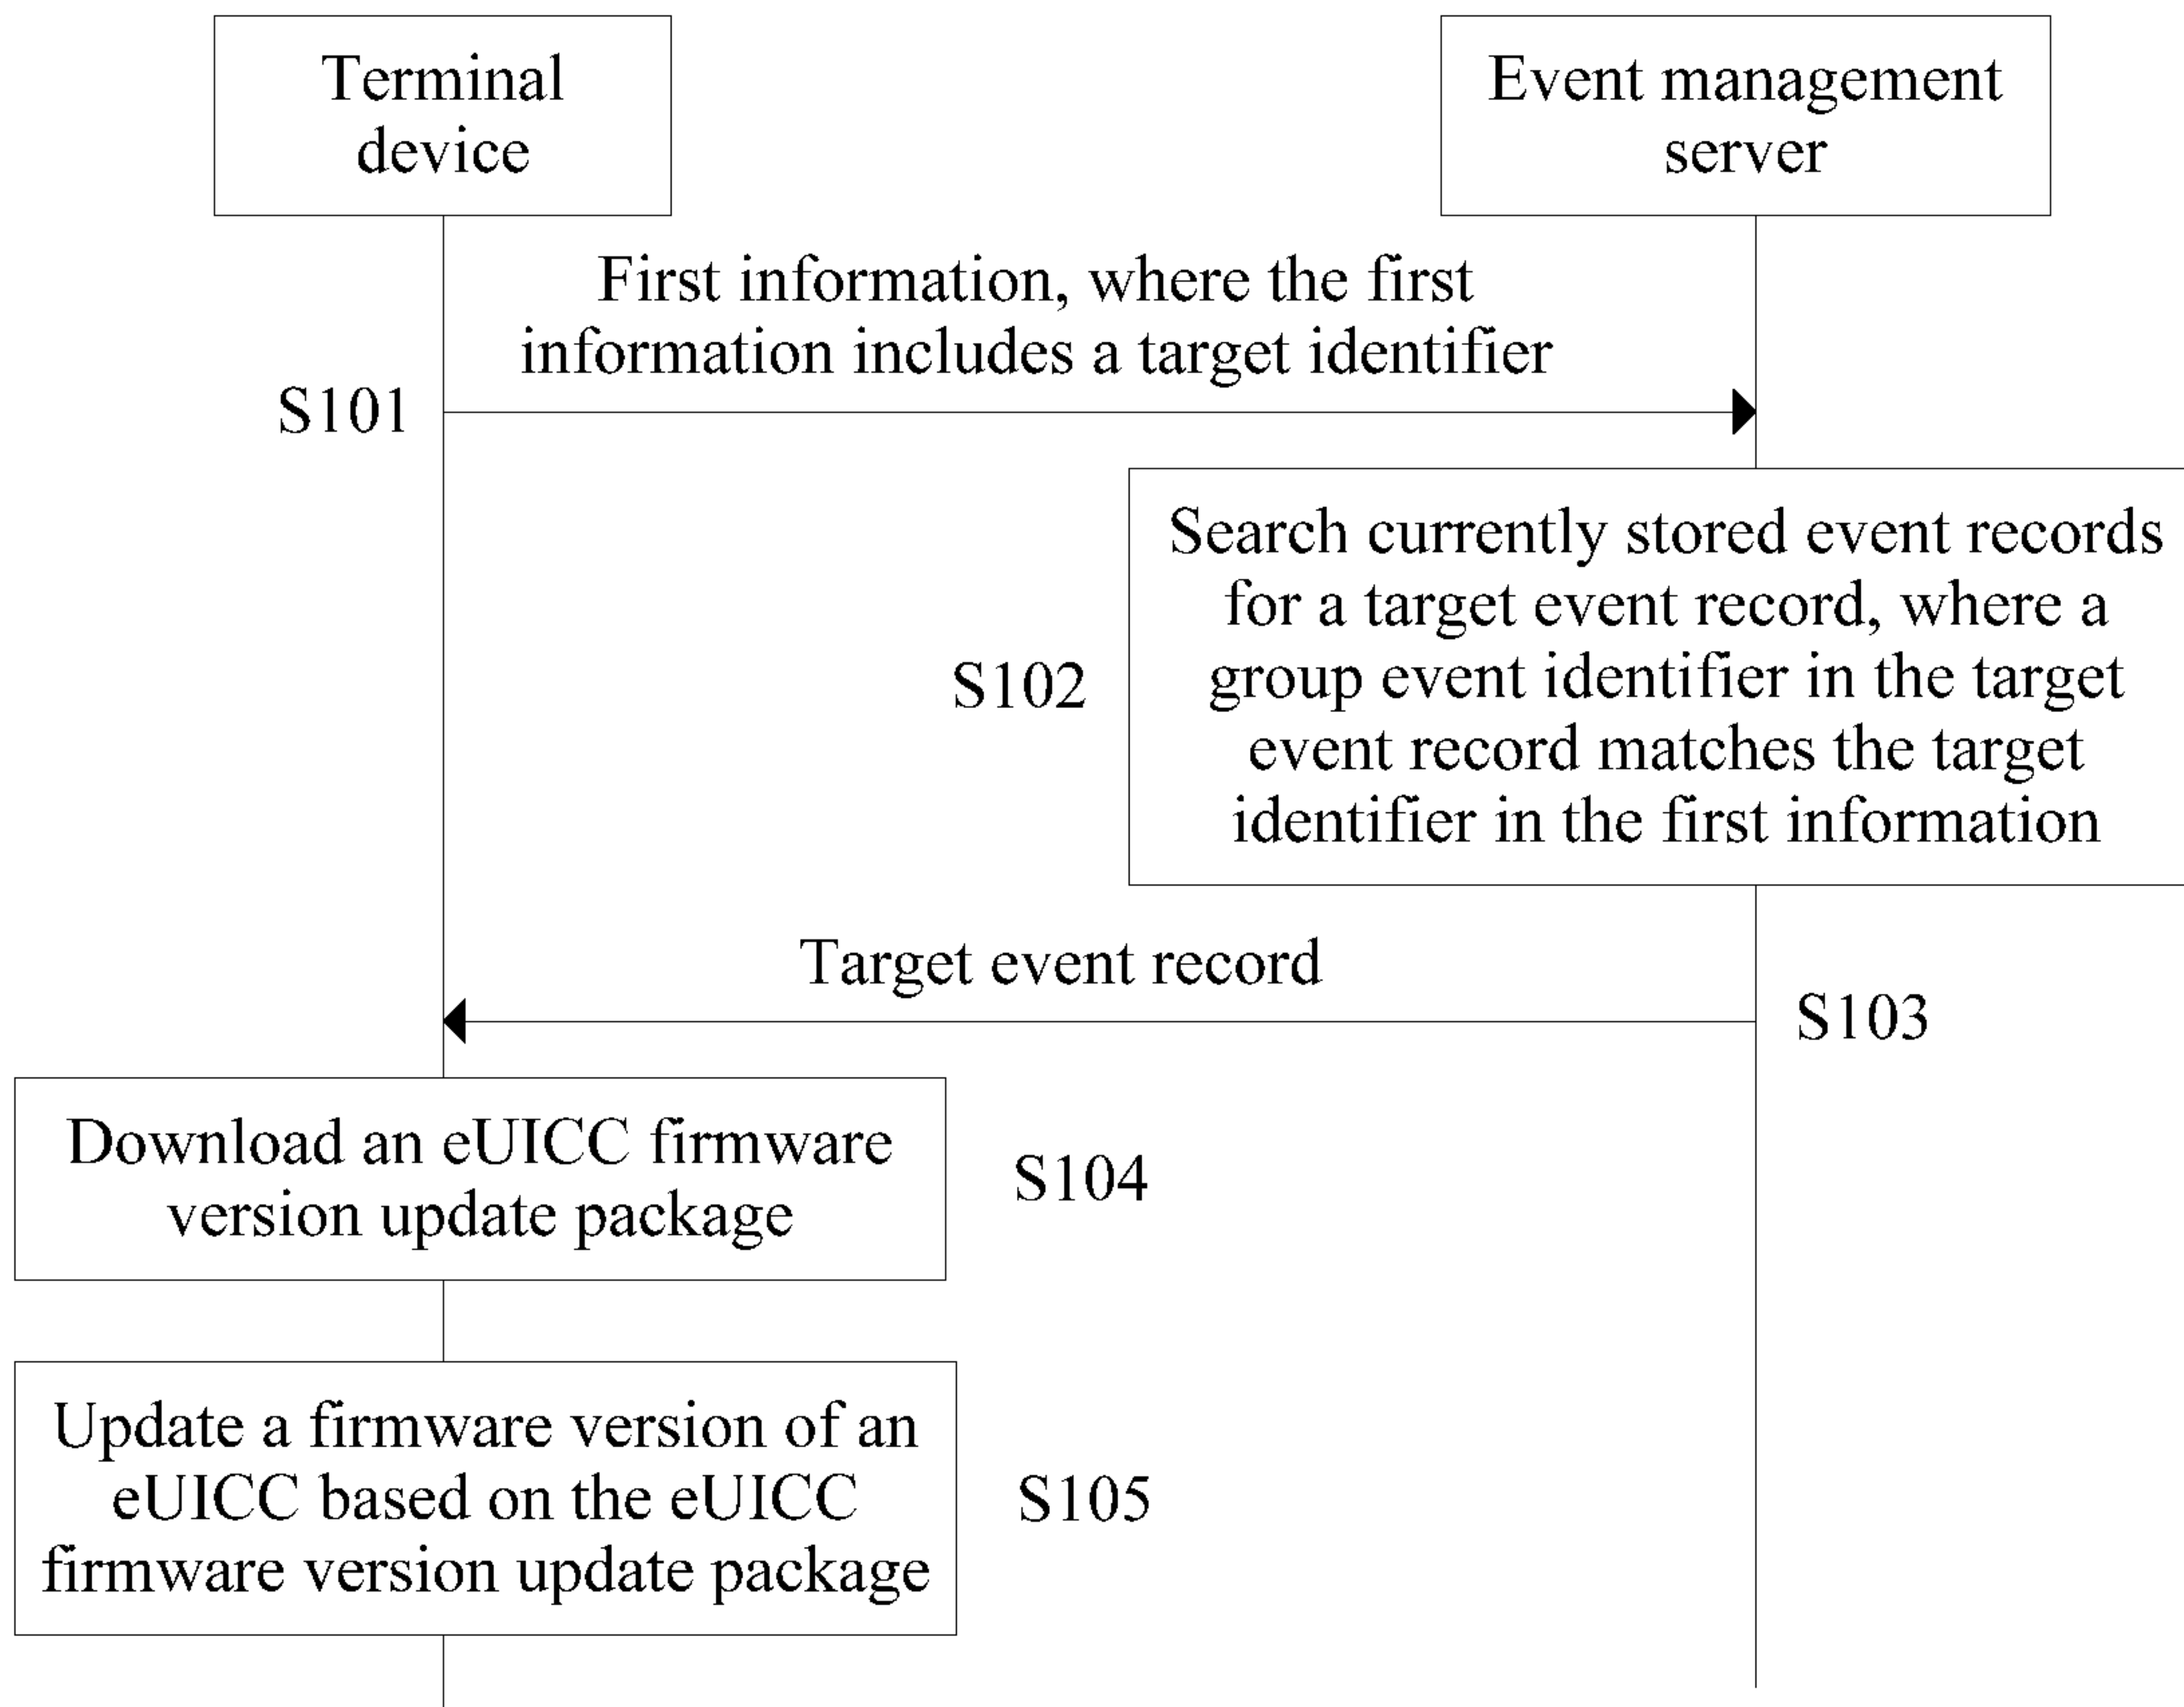 Terminal
device
Event management
server
First information, where the first
information includes a target identifier
S101
Search currently stored event records
for a target event record, where a
group event identifier in the target
event record matches the target
identifier in the first information
S102
Target event record
S103
Download an eUICC firmware
version update package
S104
Update a firmware version of an
eUICC based on the eUICC
firmware version update package
S105